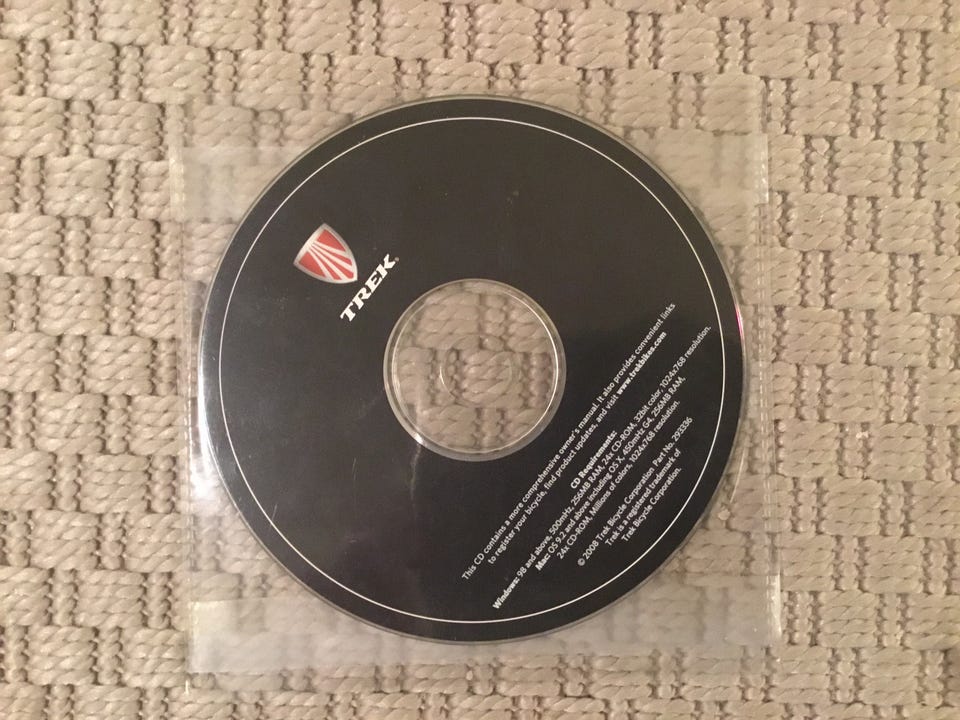 TREK®
This CD contains a more comprehensive owner's manual. It also provides convenient links
to register your bicycle, find product updates, and visit www.trekbikes.com
CD Requirements:
Windows: 98 and above, 500mHz, 256MB RAM, 24x CD-ROM, 32bit color, 1024x768 resolution.
Mac: OS 9.2 and above including OS X, 450mHz G4, 256MB RAM,
24x CD-ROM, Millions of colors, 1024x768 resolution.
© 2008 Trek Bicycle Corporation Part No. 293336
Trek is a registered trademark of
Trek Bicycle Corporation.